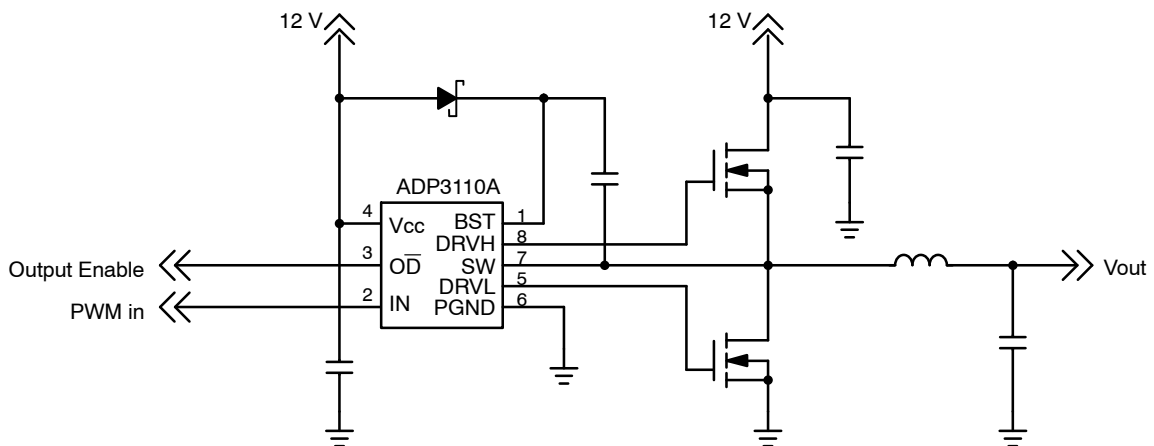 12 V
12 V
ADP3110A
4
Vcc
BST
1
DRVH
8
Output Enable
3
OD̅
SW
7
DRVL
5
PWM in
2
IN
PGND
6
Vout